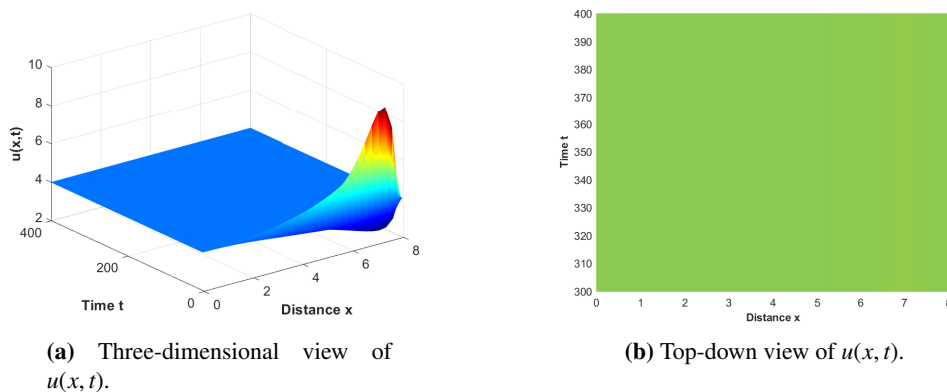 10
8
6
4
2
u(x,t)
400
200
0
Time t
0
2
4
6
8
Distance x
(a) Three-dimensional view of
u(x, t).
400
390
380
370
360
350
340
330
320
310
300
Time t
0 1 2 3 4 5 6 7 8
Distance x
(b) Top-down view of u(x, t).